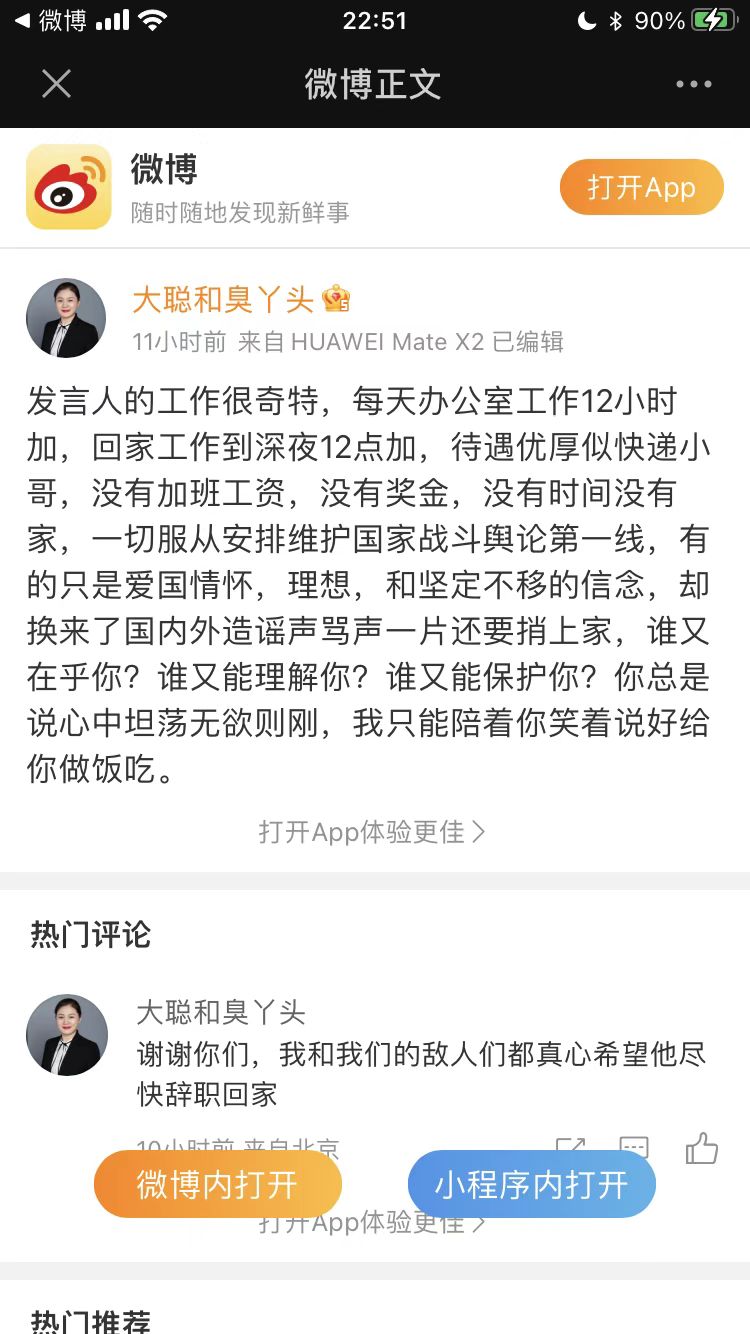 微博
22:51
90%
微博正文
微博
随时随地发现新鲜事
打开App
大聪和臭丫头
11小时前 来自HUAWEI Mate X2 已编辑
发言人的工作很奇特，每天办公室工作12小时
加，回家工作到深夜12点加，待遇优厚似快递小
哥，没有加班工资，没有奖金，没有时间没有
家，一切服从安排维护国家战斗舆论第一线，有
的只是爱国情怀，理想，和坚定不移的信念，却
换来了国内外造谣声骂声一片还要捎上家，谁又
在乎你？谁又能理解你？谁又能保护你？你总是
说心中坦荡无欲则刚，我只能陪着你笑着说好给
你做饭吃。
打开App体验更佳
热门评论
大聪和臭丫头
谢谢你们，我和我们的敌人们都真心希望他尽
快辞职回家
10小时前 来自北京
微博内打开
小程序内打开
打开App体验更佳
热门推荐